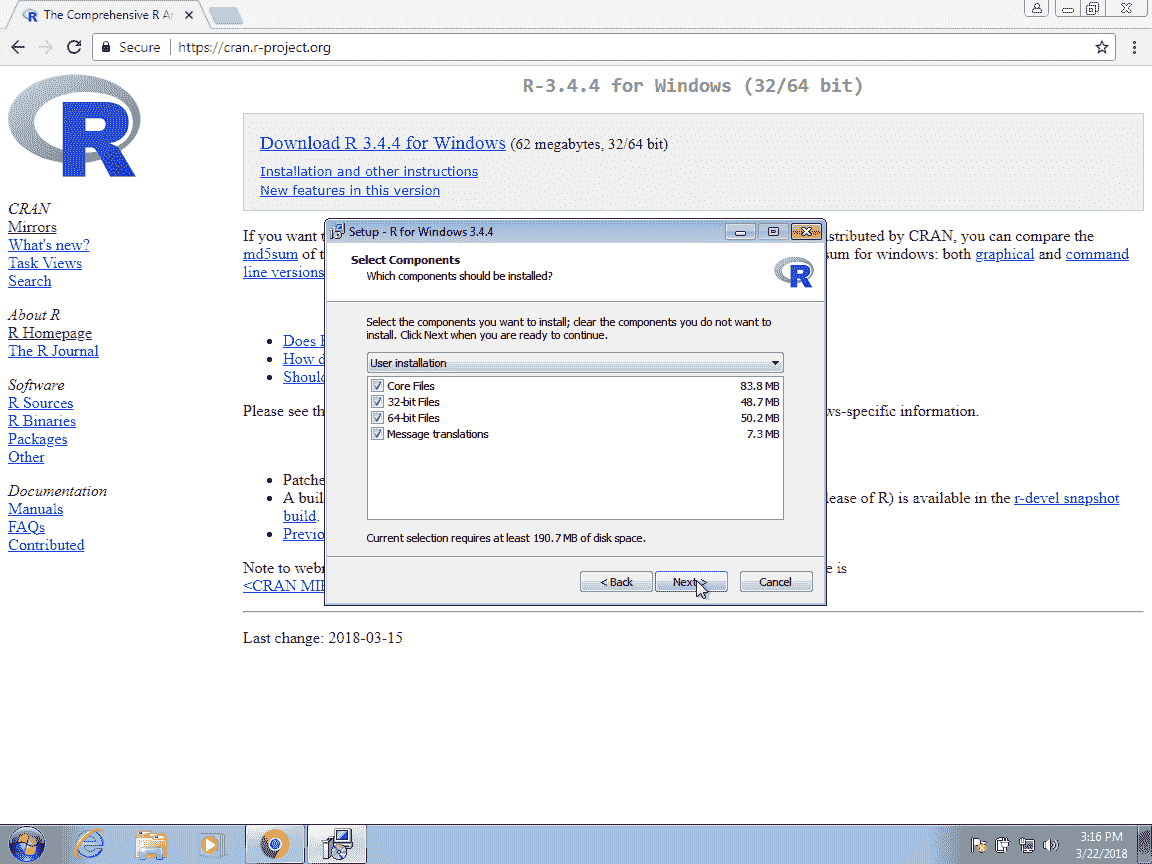 The Comprehensive R Ar
Secure https://cran.r-project.org
R
CRAN
Mirrors
What's new?
Task Views
Search
About R
R Homepage
The R Journal
Software
R Sources
R Binaries
Packages
Other
Documentation
Manuals
FAQs
Contributed
R-3.4.4 for Windows (32/64 bit)
Download R 3.4.4 for Windows (62 megabytes, 32/64 bit)
Installation and other instructions
New features in this version
If you want stributed by CRAN, you can compare the
md5sum of sum for windows: both graphical and command
line versions
Does
How
Please see ws-specific information.
Patche
A buil ease of R) is available in the r-devel snapshot
build.
Previo
Note to e is
<CRAN
Last change: 2018-03-15
Setup - R for Windows 3.4.4
Select Components
Which components should be installed?
R
Select the components you want to install; clear the components you do not want to
install. Click Next when you are ready to continue.
User installation
Core Files 83.8 MB
32-bit Files 48.7 MB
64-bit Files 50.2 MB
Message translations 7.3 MB
Current selection requires at least 190.7 MB of disk space.
< Back Next > Cancel
3:16 PM
3/22/2018